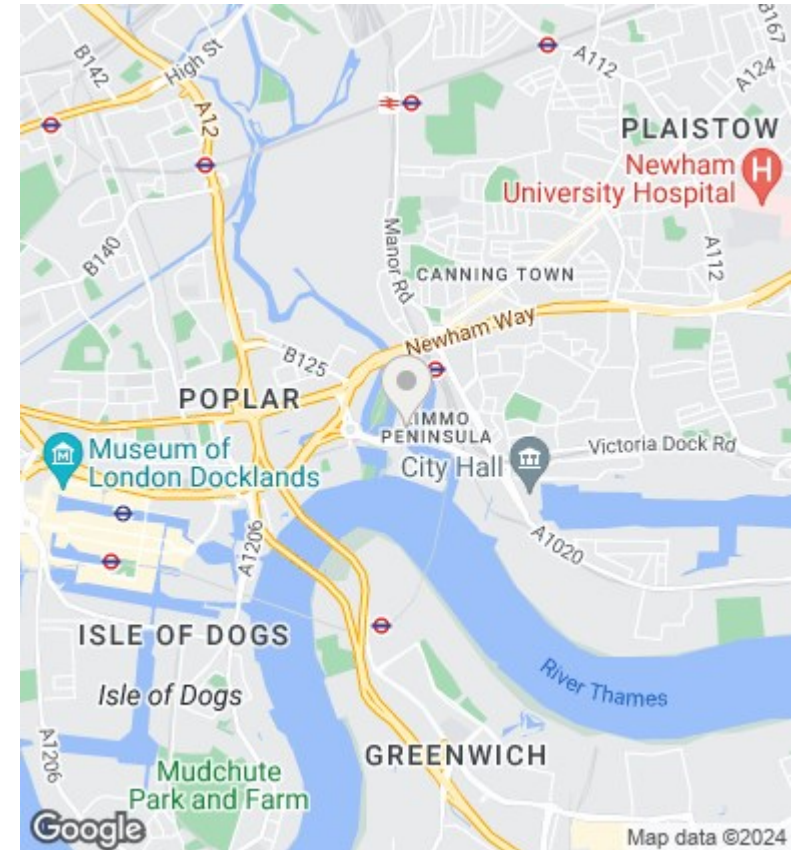 B142
High St
A112
B167
A124
A12
PLAISTOW
Newham
University Hospital
H
B140
Manor Rd
CANNING TOWN
A112
Newham Way
B125
POPLAR
LIMMO
PENINSULA
Museum of
London Docklands
City Hall
Victoria Dock Rd
A1206
A1020
ISLE OF DOGS
Isle of Dogs
River Thames
A1206
GREENWICH
Mudchute
Park and Farm
Google
Map data ©2024